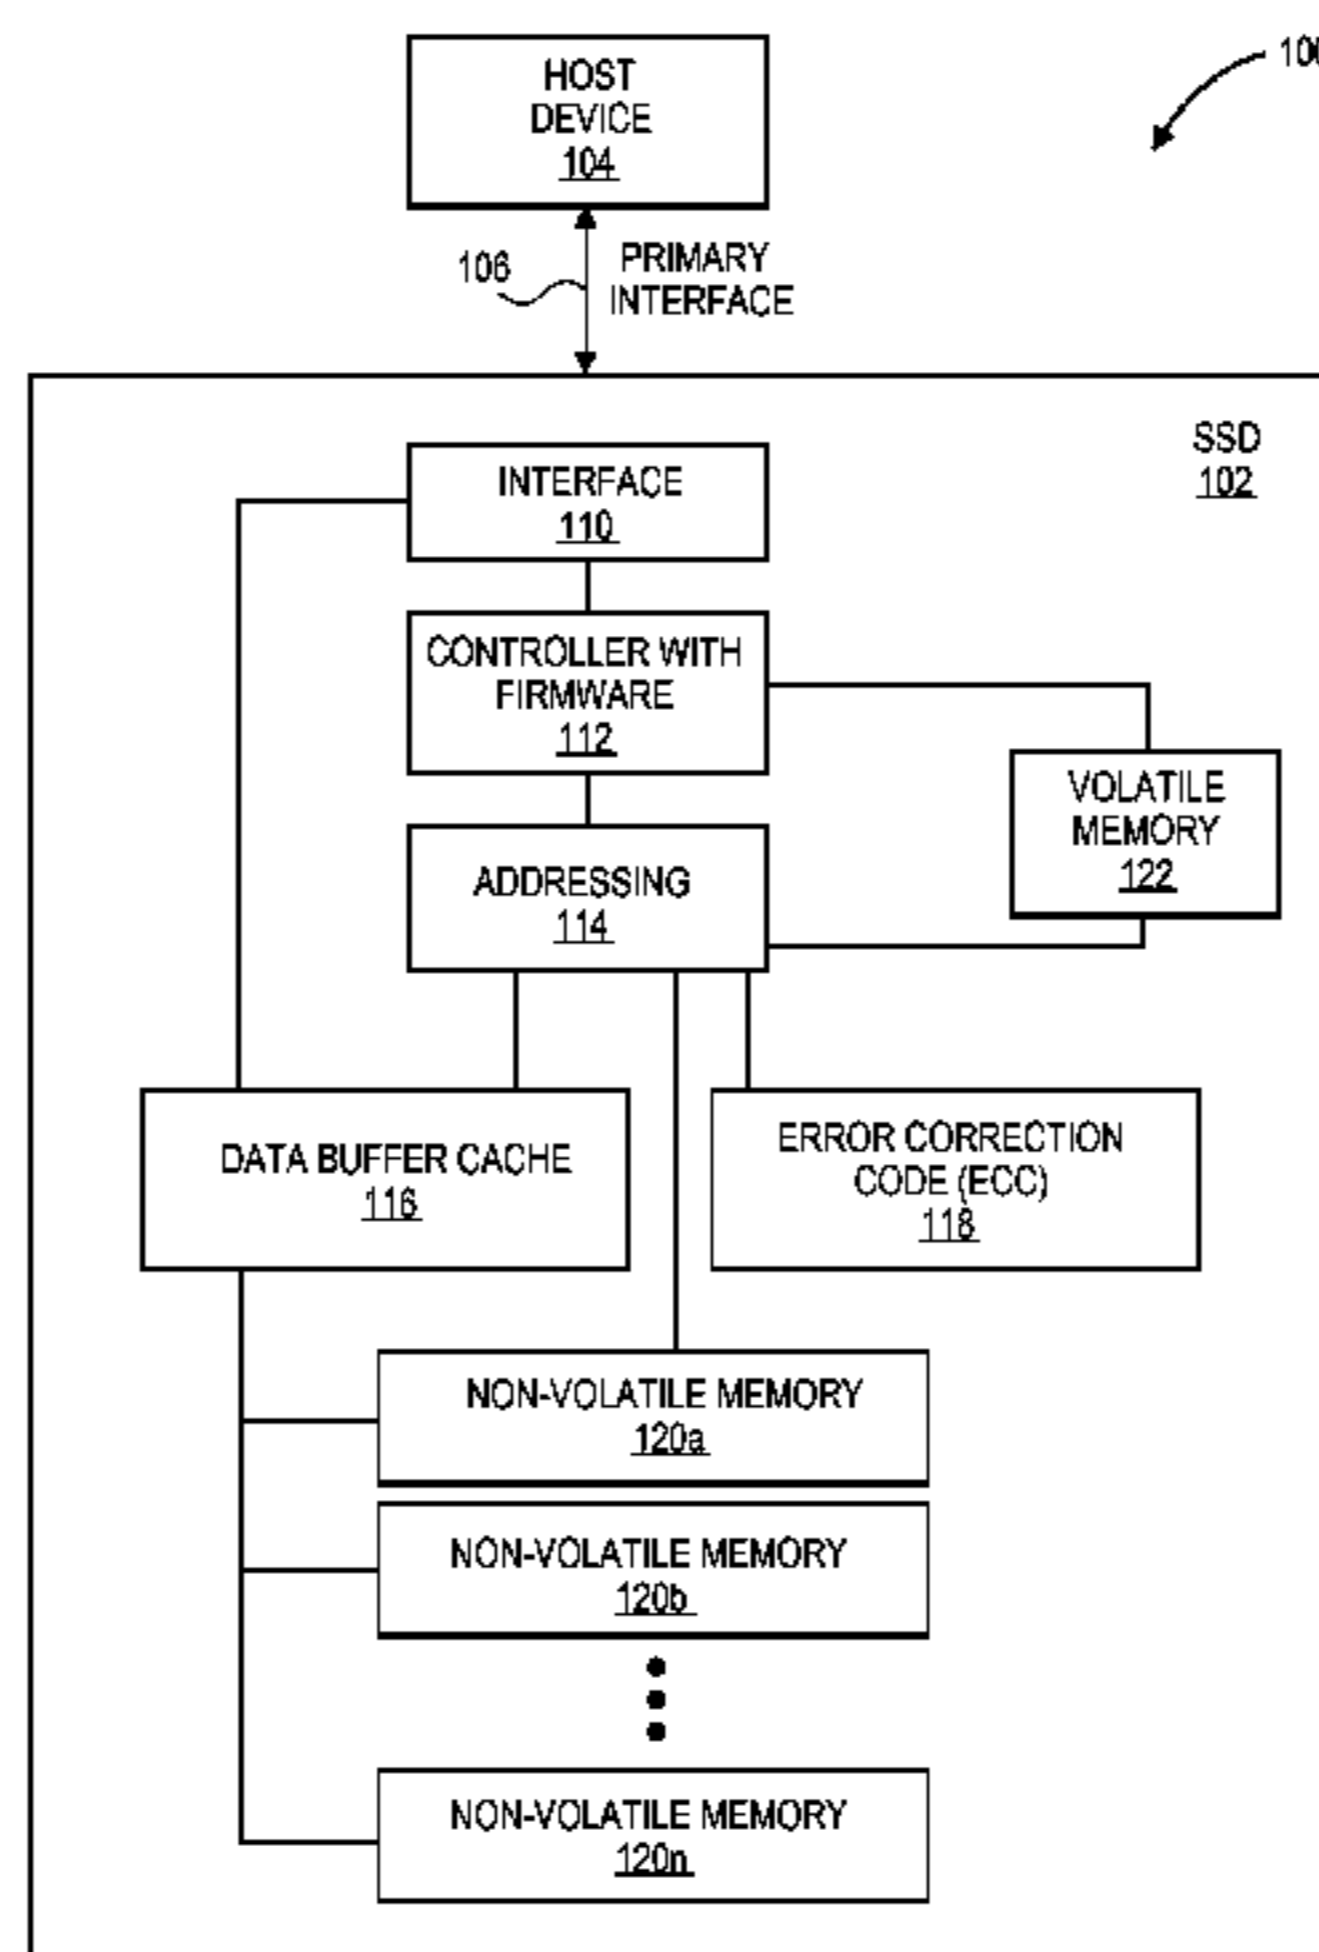 HOST
DEVICE
104
106
PRIMARY
INTERFACE
SSD
102
INTERFACE
110
CONTROLLER WITH
FIRMWARE
112
VOLATILE
MEMORY
122
ADDRESSING
114
DATA BUFFER CACHE
116
ERROR CORRECTION
CODE (ECC)
118
NON-VOLATILE MEMORY
120a
NON-VOLATILE MEMORY
120b
NON-VOLATILE MEMORY
120n